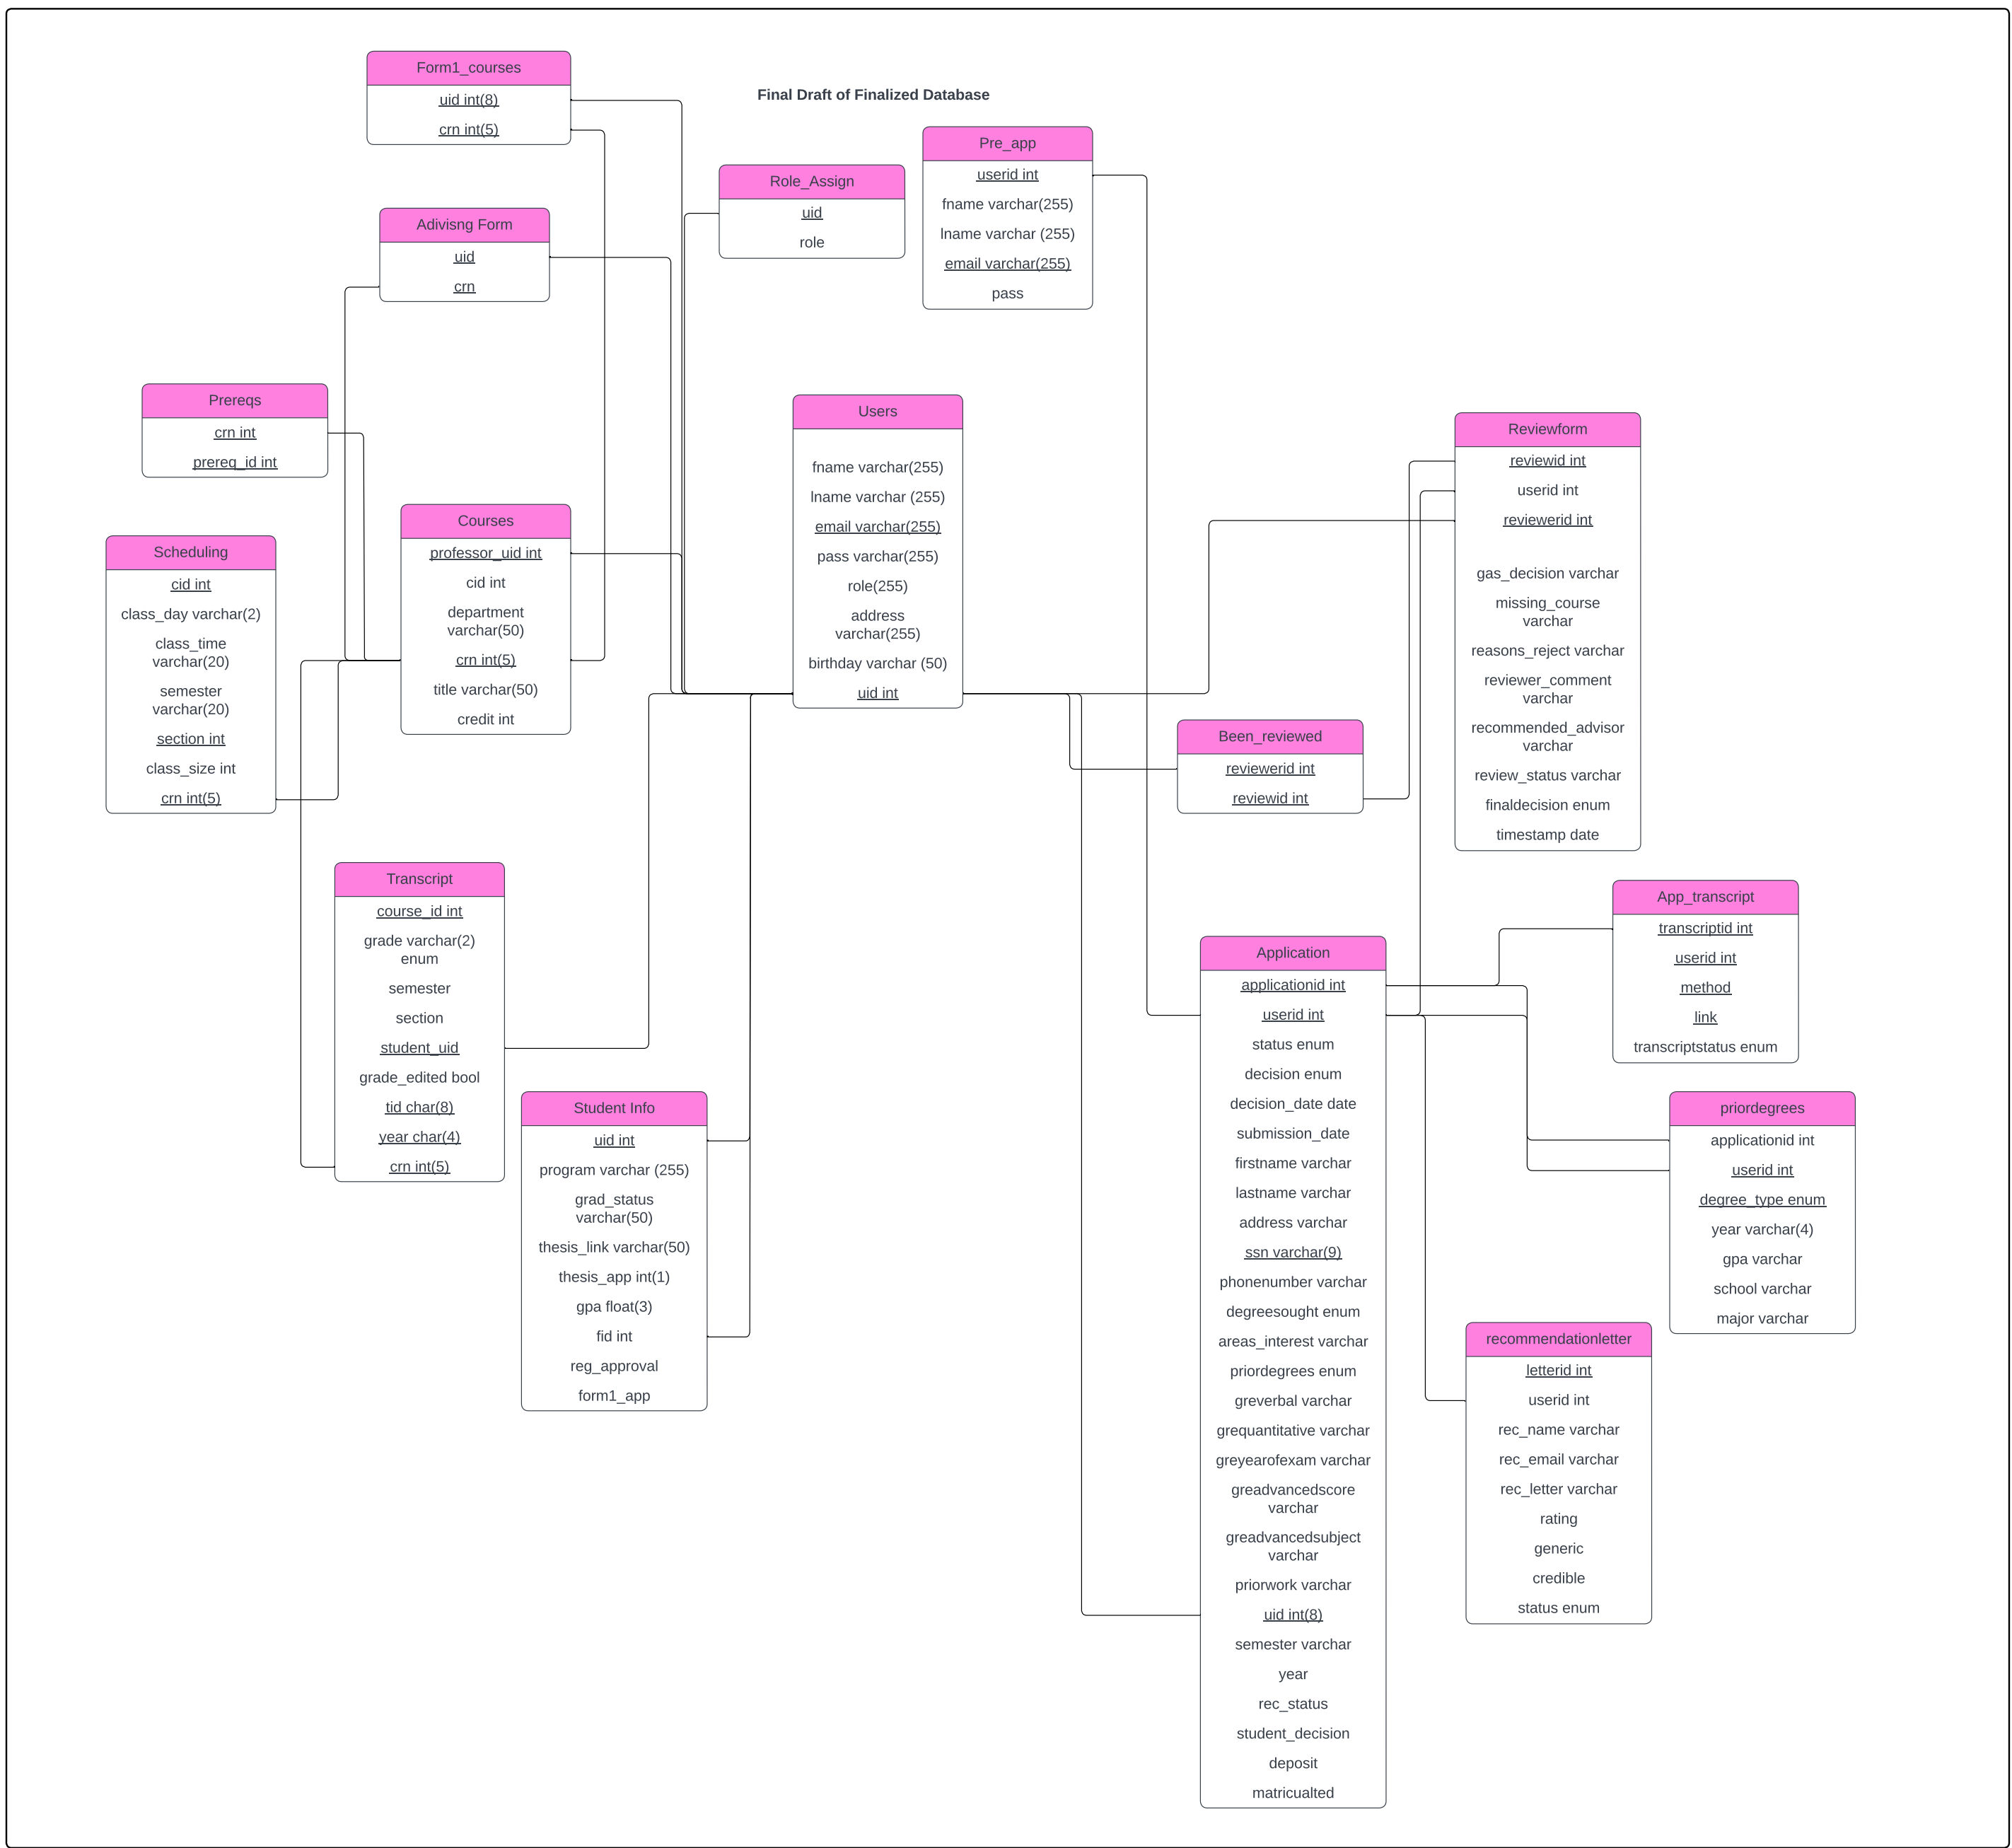 Final Draft of Finalized Database
Form1_courses
uid int(8)
crn int(5)
Adivisng Form
uid
crn
Role_Assign
uid
role
Pre_app
userid int
fname varchar(255)
lname varchar (255)
email varchar(255)
pass
Prereqs
crn int
prereq_id int
Scheduling
cid int
class_day varchar(2)
class_time
varchar(20)
semester
varchar(20)
section int
class_size int
crn int(5)
Courses
professor_uid int
cid int
department
varchar(50)
crn int(5)
title varchar(50)
credit int
Users
fname varchar(255)
lname varchar (255)
email varchar(255)
pass varchar(255)
role(255)
address
varchar(255)
birthday varchar (50)
uid int
Reviewform
reviewid int
userid int
reviewerid int
gas_decision varchar
missing_course
varchar
reasons_reject varchar
reviewer_comment
varchar
recommended_advisor
varchar
review_status varchar
finaldecision enum
timestamp date
Been_reviewed
reviewerid int
reviewid int
Transcript
course_id int
grade varchar(2)
enum
semester
section
student_uid
grade_edited bool
tid char(8)
year char(4)
crn int(5)
Student Info
uid int
program varchar (255)
grad_status
varchar(50)
thesis_link varchar(50)
thesis_app int(1)
gpa float(3)
fid int
reg_approval
form1_app
Application
applicationid int
userid int
status enum
decision enum
decision_date date
submission_date
firstname varchar
lastname varchar
address varchar
ssn varchar(9)
phonenumber varchar
degreesought enum
areas_interest varchar
priordegrees enum
greverbal varchar
grequantitative varchar
greyearofexam varchar
greadvancedscore
varchar
greadvancedsubject
varchar
priorwork varchar
uid int(8)
semester varchar
year
rec_status
student_decision
deposit
matricualted
App_transcript
transcriptid int
userid int
method
link
transcriptstatus enum
priordegrees
applicationid int
userid int
degree_type enum
year varchar(4)
gpa varchar
school varchar
major varchar
recommendationletter
letterid int
userid int
rec_name varchar
rec_email varchar
rec_letter varchar
rating
generic
credible
status enum